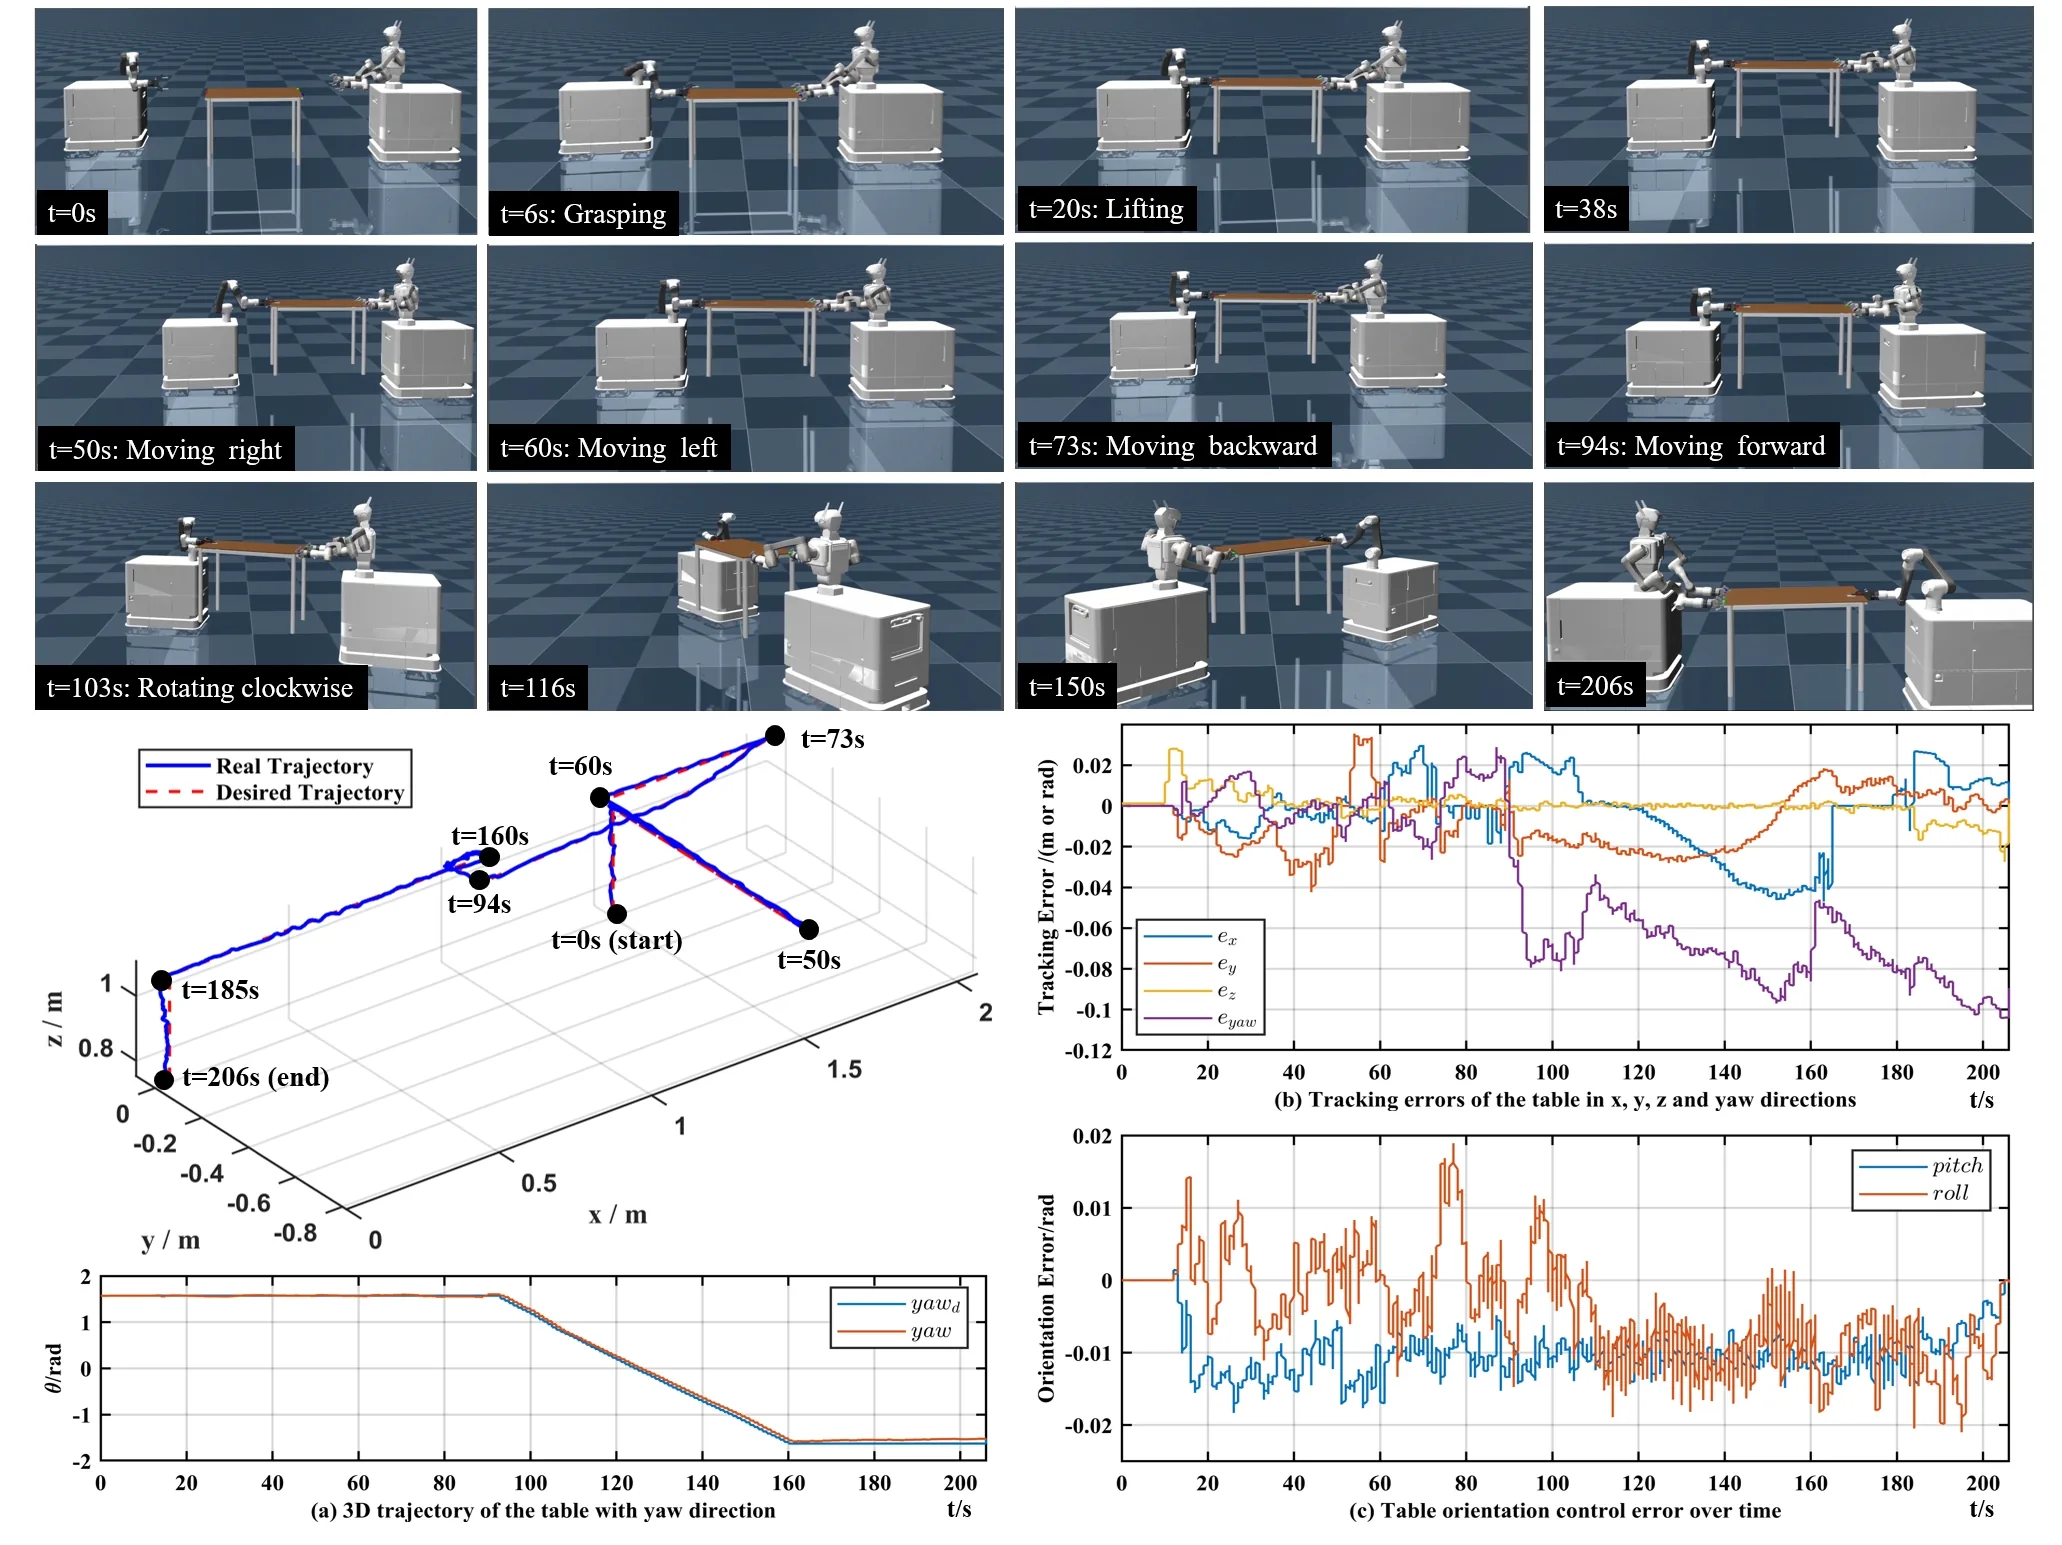 t=0s
t=6s: Grasping
t=20s: Lifting
t=38s
t=50s: Moving right
t=60s: Moving left
t=73s: Moving backward
t=94s: Moving forward
t=103s: Rotating clockwise
t=116s
t=150s
t=206s
Real Trajectory
Desired Trajectory
t=73s
t=60s
t=160s
t=94s
t=0s (start)
t=50s
t=185s
t=206s (end)
z / m
1
0.8
0
-0.2
-0.4
-0.6
-0.8
y / m
0
0.5
1
1.5
2
x / m
2
1
0
-1
-2
θ/rad
yaw_d
yaw
0 20 40 60 80 100 120 140 160 180 200
t/s
(a) 3D trajectory of the table with yaw direction
Tracking Error /(m or rad)
0.02
0
-0.02
-0.04
-0.06
-0.08
-0.1
-0.12
e_x
e_y
e_z
e_yaw
0 20 40 60 80 100 120 140 160 180 200
(b) Tracking errors of the table in x, y, z and yaw directions
t/s
Orientation Error/rad
0.02
0.01
0
-0.01
-0.02
pitch
roll
0 20 40 60 80 100 120 140 160 180 200
(c) Table orientation control error over time
t/s